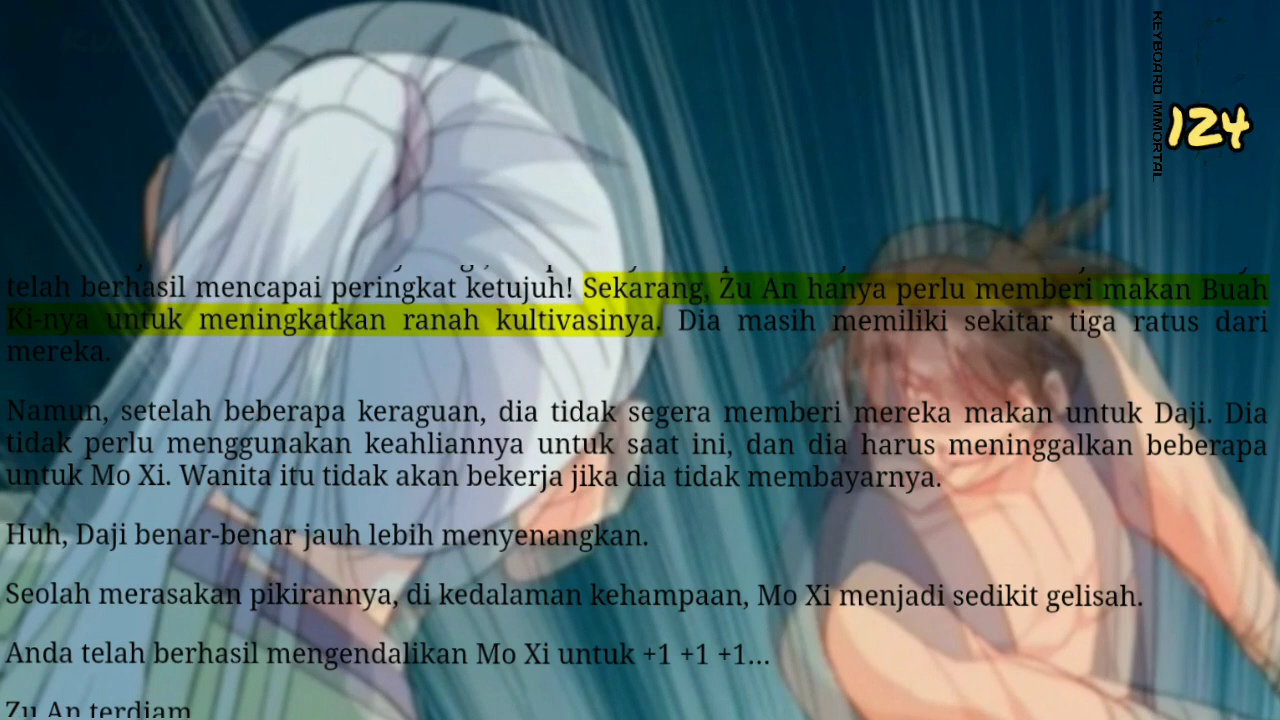 KEYBOARD IMMORTAL
124
telah berhasil mencapai peringkat ketujuh! Sekarang, Zu An hanya perlu memberi makan Buah
Ki-nya untuk meningkatkan ranah kultivasinya. Dia masih memiliki sekitar tiga ratus dari
mereka.
Namun, setelah beberapa keraguan, dia tidak segera memberi mereka makan untuk Daji. Dia
tidak perlu menggunakan keahliannya untuk saat ini, dan dia harus meninggalkan beberapa
untuk Mo Xi. Wanita itu tidak akan bekerja jika dia tidak membayarnya.
Huh, Daji benar-benar jauh lebih menyenangkan.
Seolah merasakan pikirannya, di kedalaman kehampaan, Mo Xi menjadi sedikit gelisah.
Anda telah berhasil mengendalikan Mo Xi untuk +1 +1 +1...
Zu An terdiam